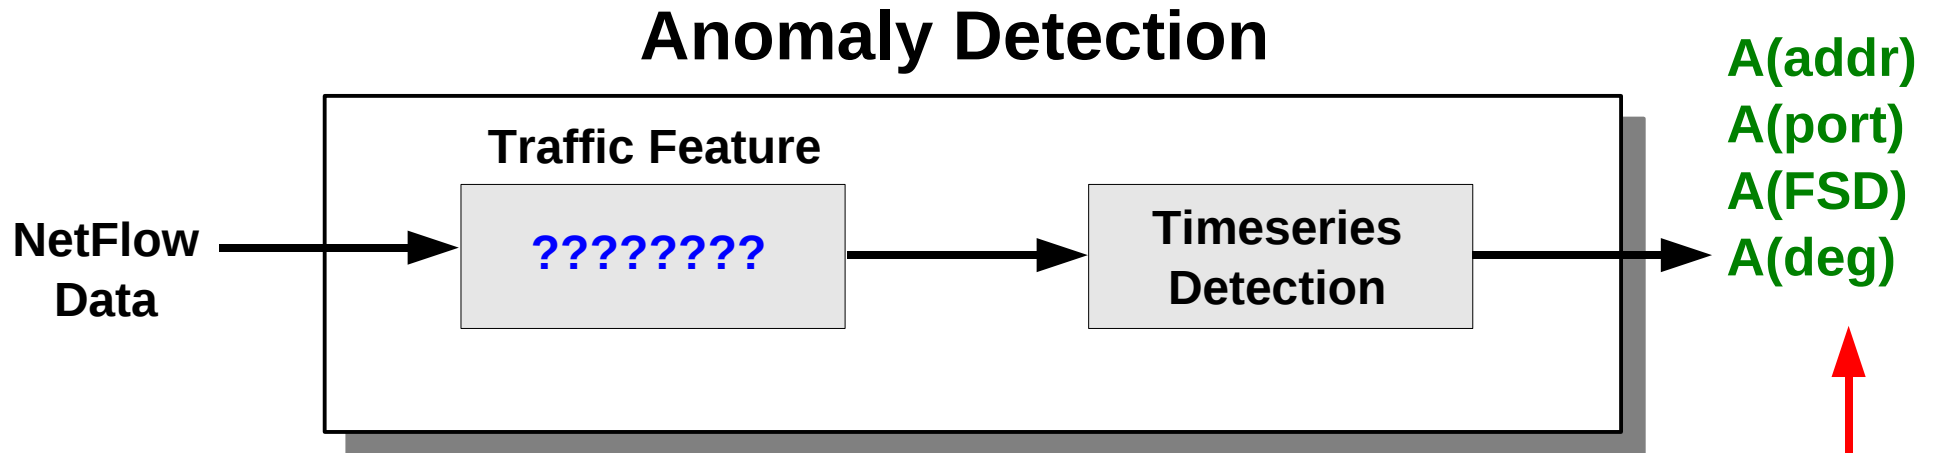 Anomaly Detection
NetFlow
Data
Traffic Feature
????????
Timeseries
Detection
A(addr)
A(port)
A(FSD)
A(deg)